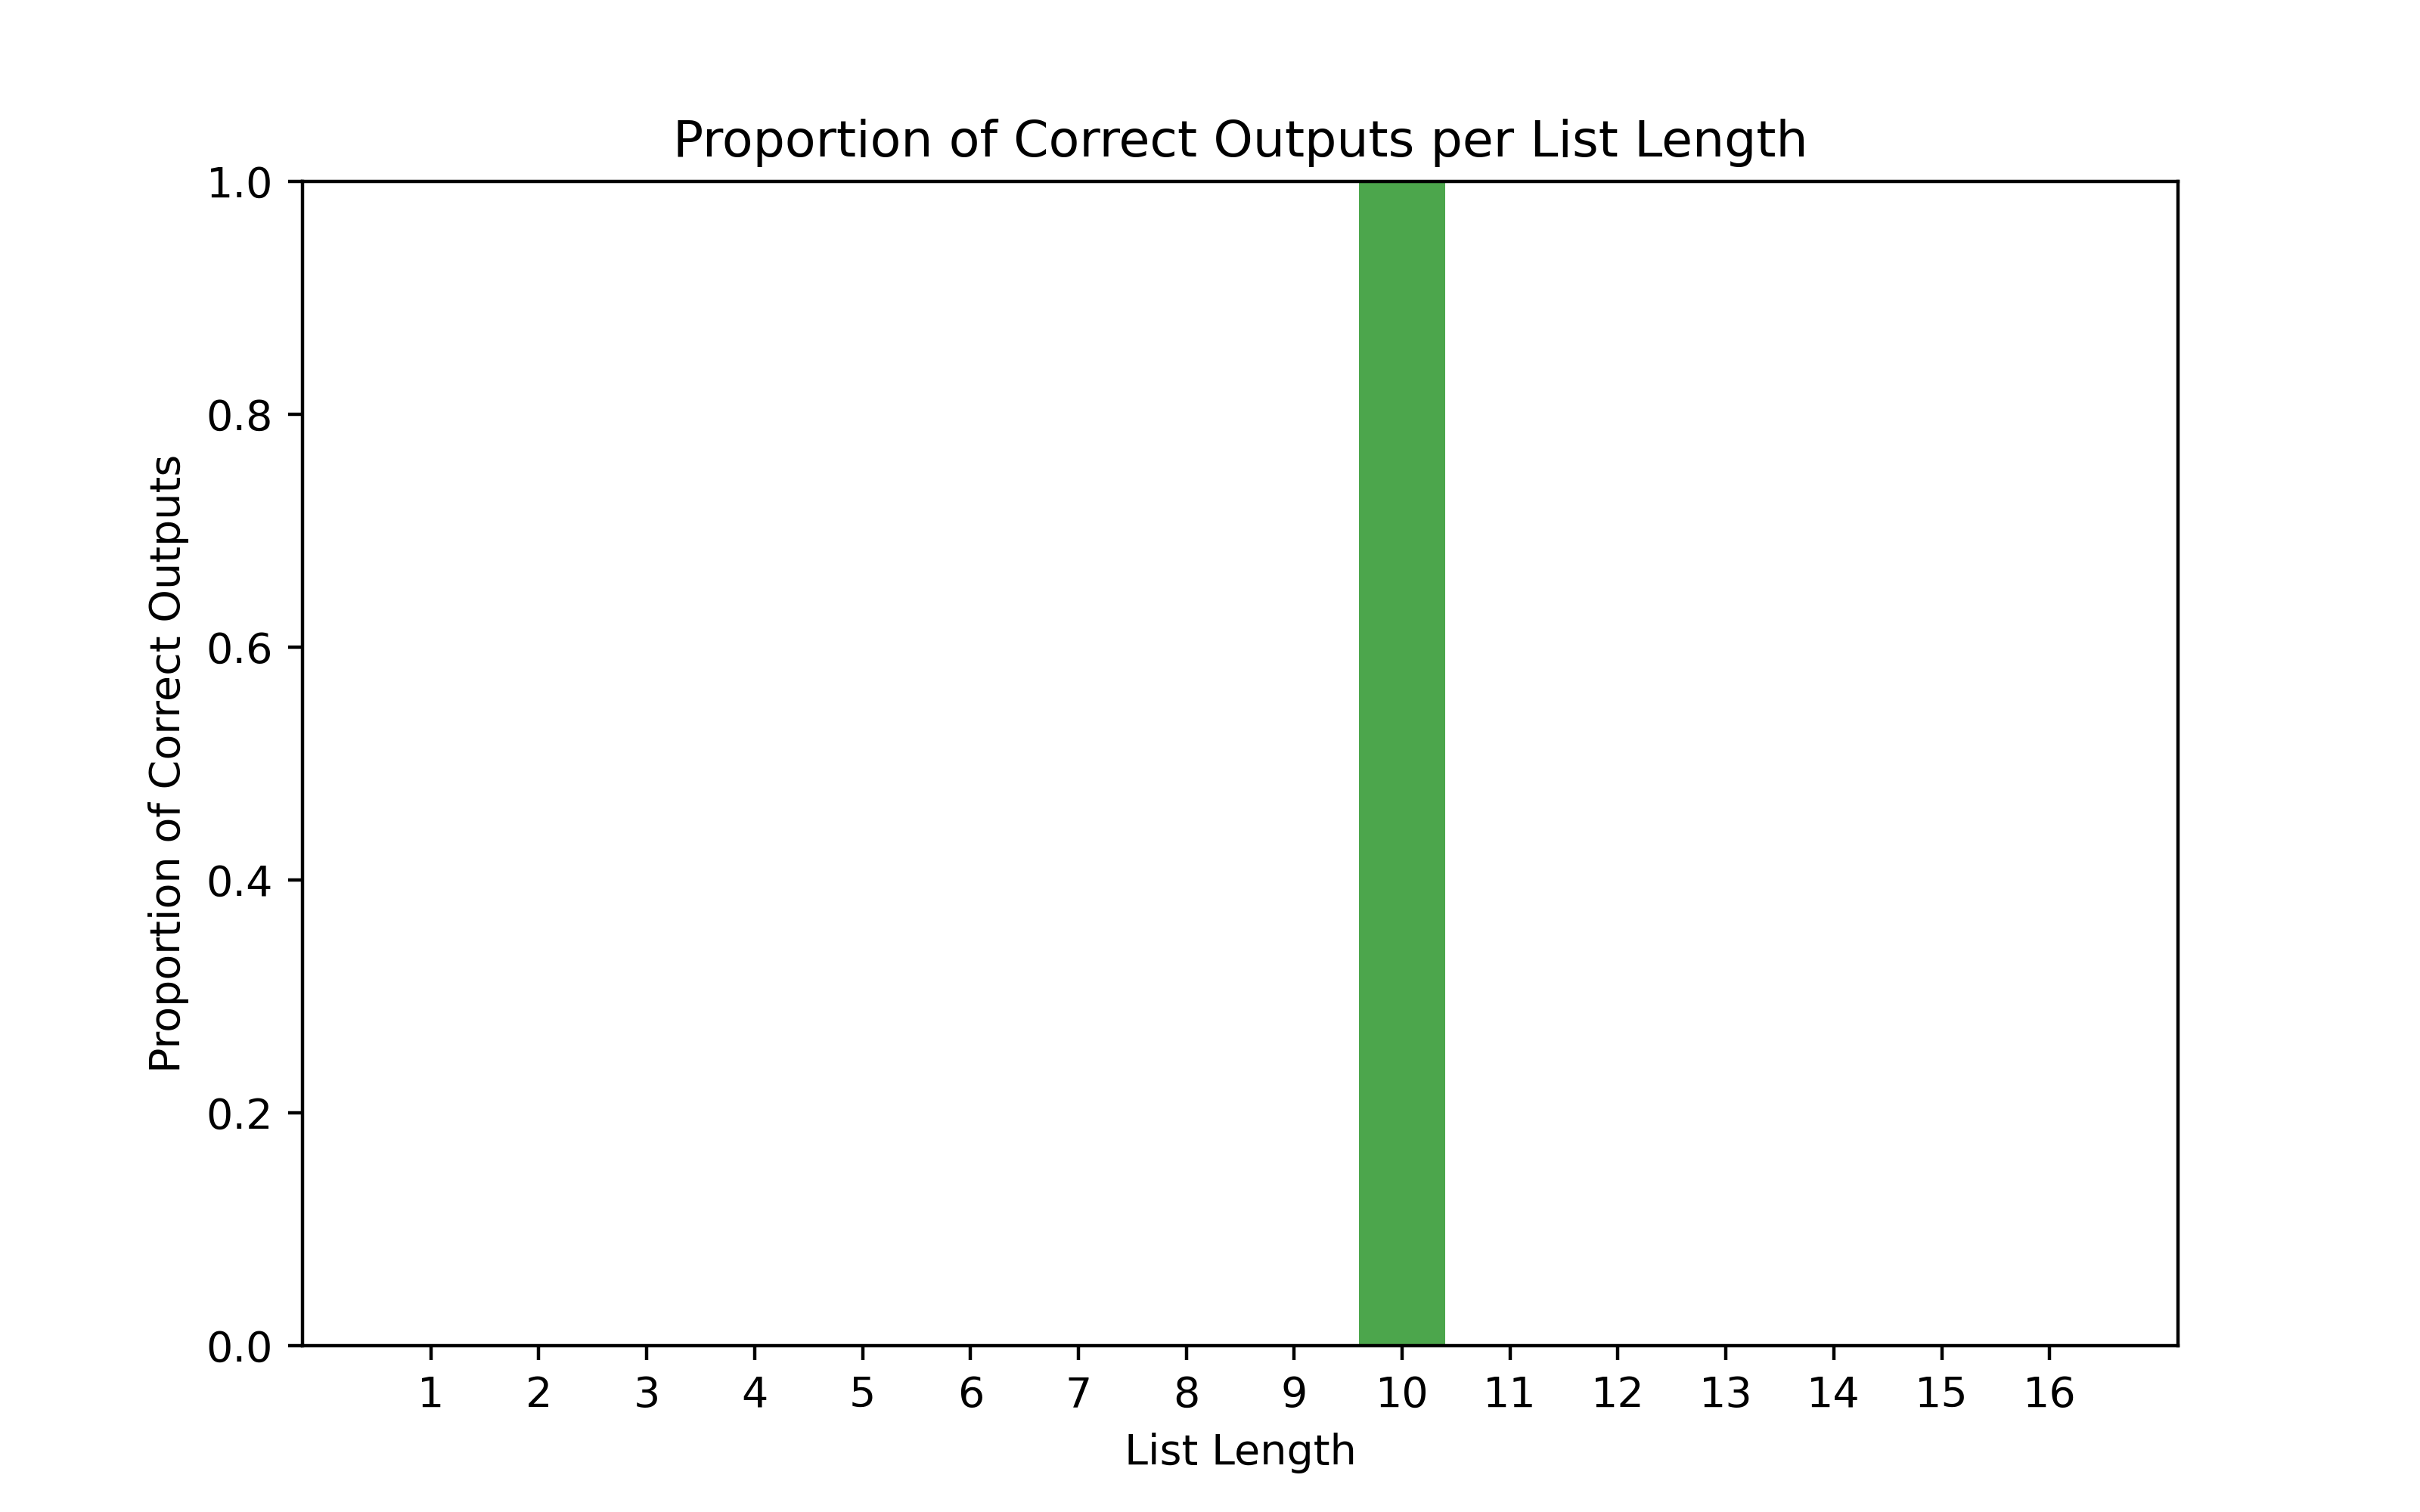 Proportion of Correct Outputs per List Length
Proportion of Correct Outputs
1.0
0.8
0.6
0.4
0.2
0.0
1 2 3 4 5 6 7 8 9 10 11 12 13 14 15 16
List Length